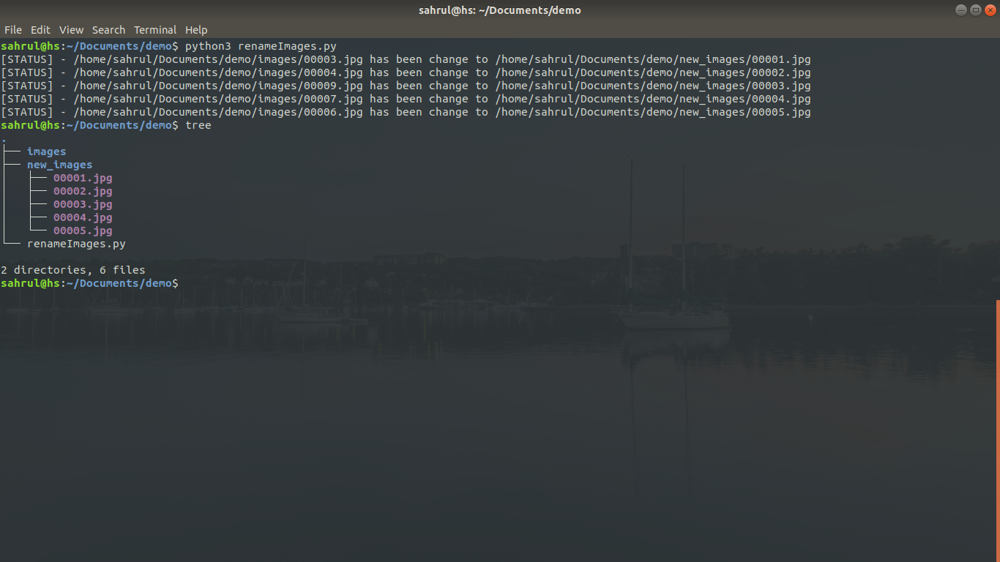 sahrul@hs: ~/Documents/demo
File Edit View Search Terminal Help
sahrul@hs:~/Documents/demo$ python3 renameImages.py
[STATUS] - /home/sahrul/Documents/demo/images/00003.jpg has been change to /home/sahrul/Documents/demo/new_images/00001.jpg
[STATUS] - /home/sahrul/Documents/demo/images/00004.jpg has been change to /home/sahrul/Documents/demo/new_images/00002.jpg
[STATUS] - /home/sahrul/Documents/demo/images/00009.jpg has been change to /home/sahrul/Documents/demo/new_images/00003.jpg
[STATUS] - /home/sahrul/Documents/demo/images/00007.jpg has been change to /home/sahrul/Documents/demo/new_images/00004.jpg
[STATUS] - /home/sahrul/Documents/demo/images/00006.jpg has been change to /home/sahrul/Documents/demo/new_images/00005.jpg
sahrul@hs:~/Documents/demo$ tree
.
├── images
├── new_images
│   ├── 00001.jpg
│   ├── 00002.jpg
│   ├── 00003.jpg
│   ├── 00004.jpg
│   └── 00005.jpg
└── renameImages.py
2 directories, 6 files
sahrul@hs:~/Documents/demo$